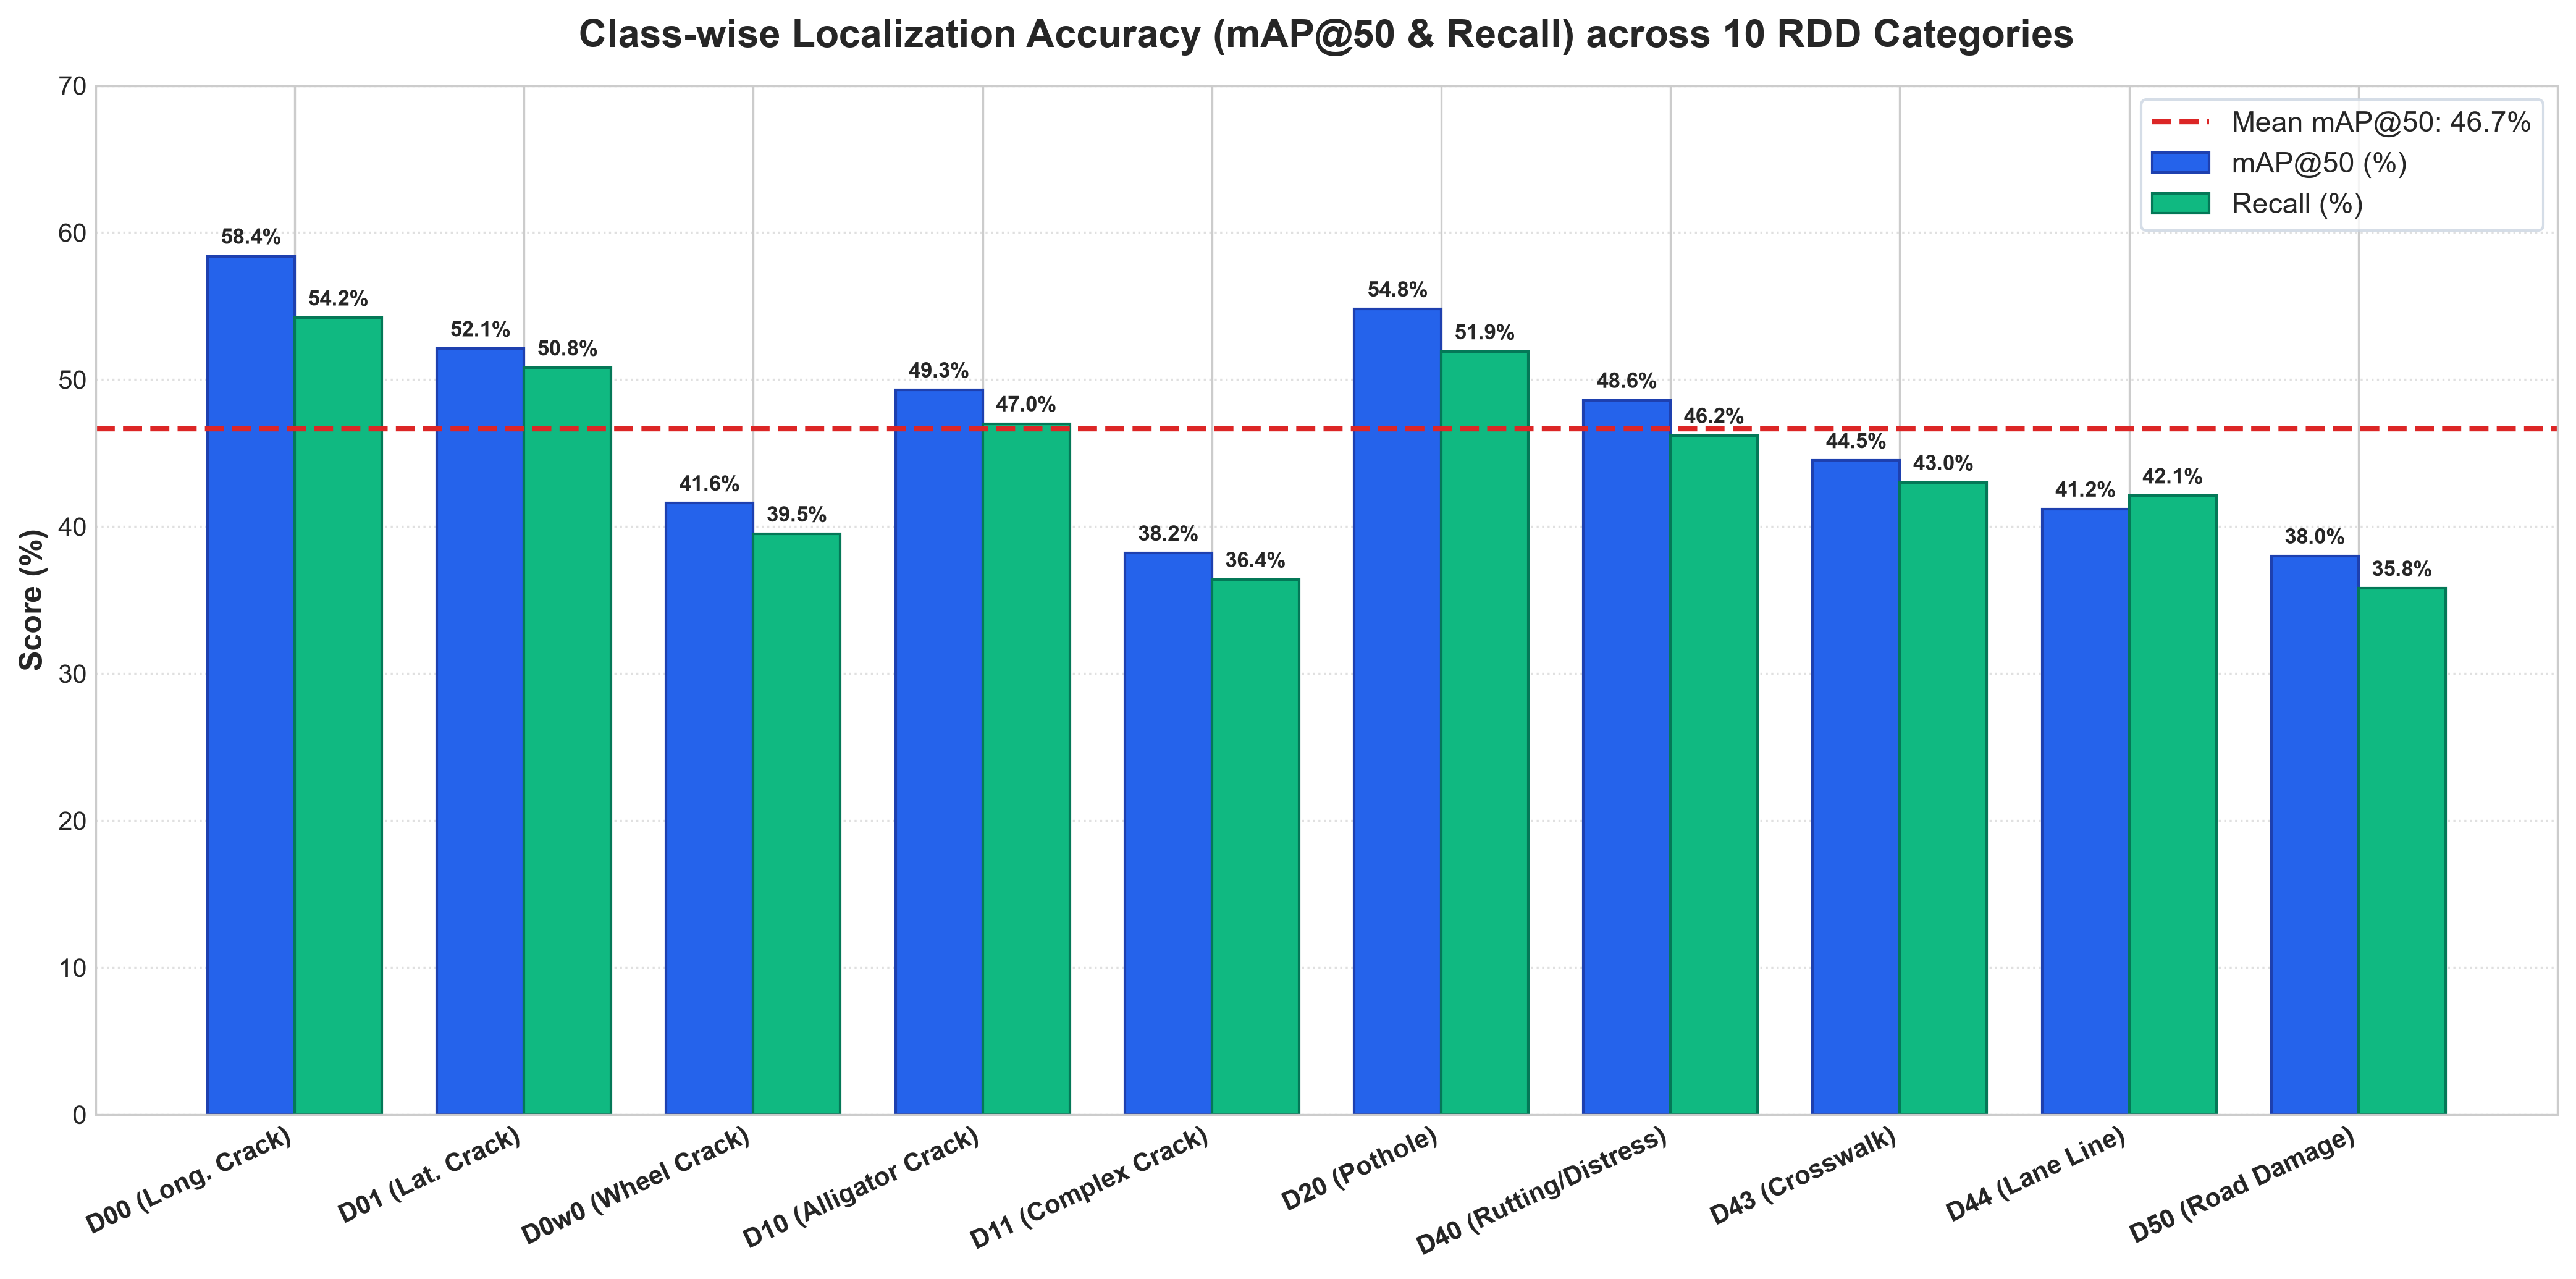 Class-wise Localization Accuracy (mAP@50 & Recall) across 10 RDD Categories
Mean mAP@50: 46.7%
mAP@50 (%)
Recall (%)
Score (%)
70
60
50
40
30
20
10
0
58.4%
54.2%
52.1%
50.8%
41.6%
39.5%
49.3%
47.0%
38.2%
36.4%
54.8%
51.9%
48.6%
46.2%
44.5%
43.0%
41.2%
42.1%
38.0%
35.8%
D00 (Long. Crack)
D01 (Lat. Crack)
D0w0 (Wheel Crack)
D10 (Alligator Crack)
D11 (Complex Crack)
D20 (Pothole)
D40 (Rutting/Distress)
D43 (Crosswalk)
D44 (Lane Line)
D50 (Road Damage)